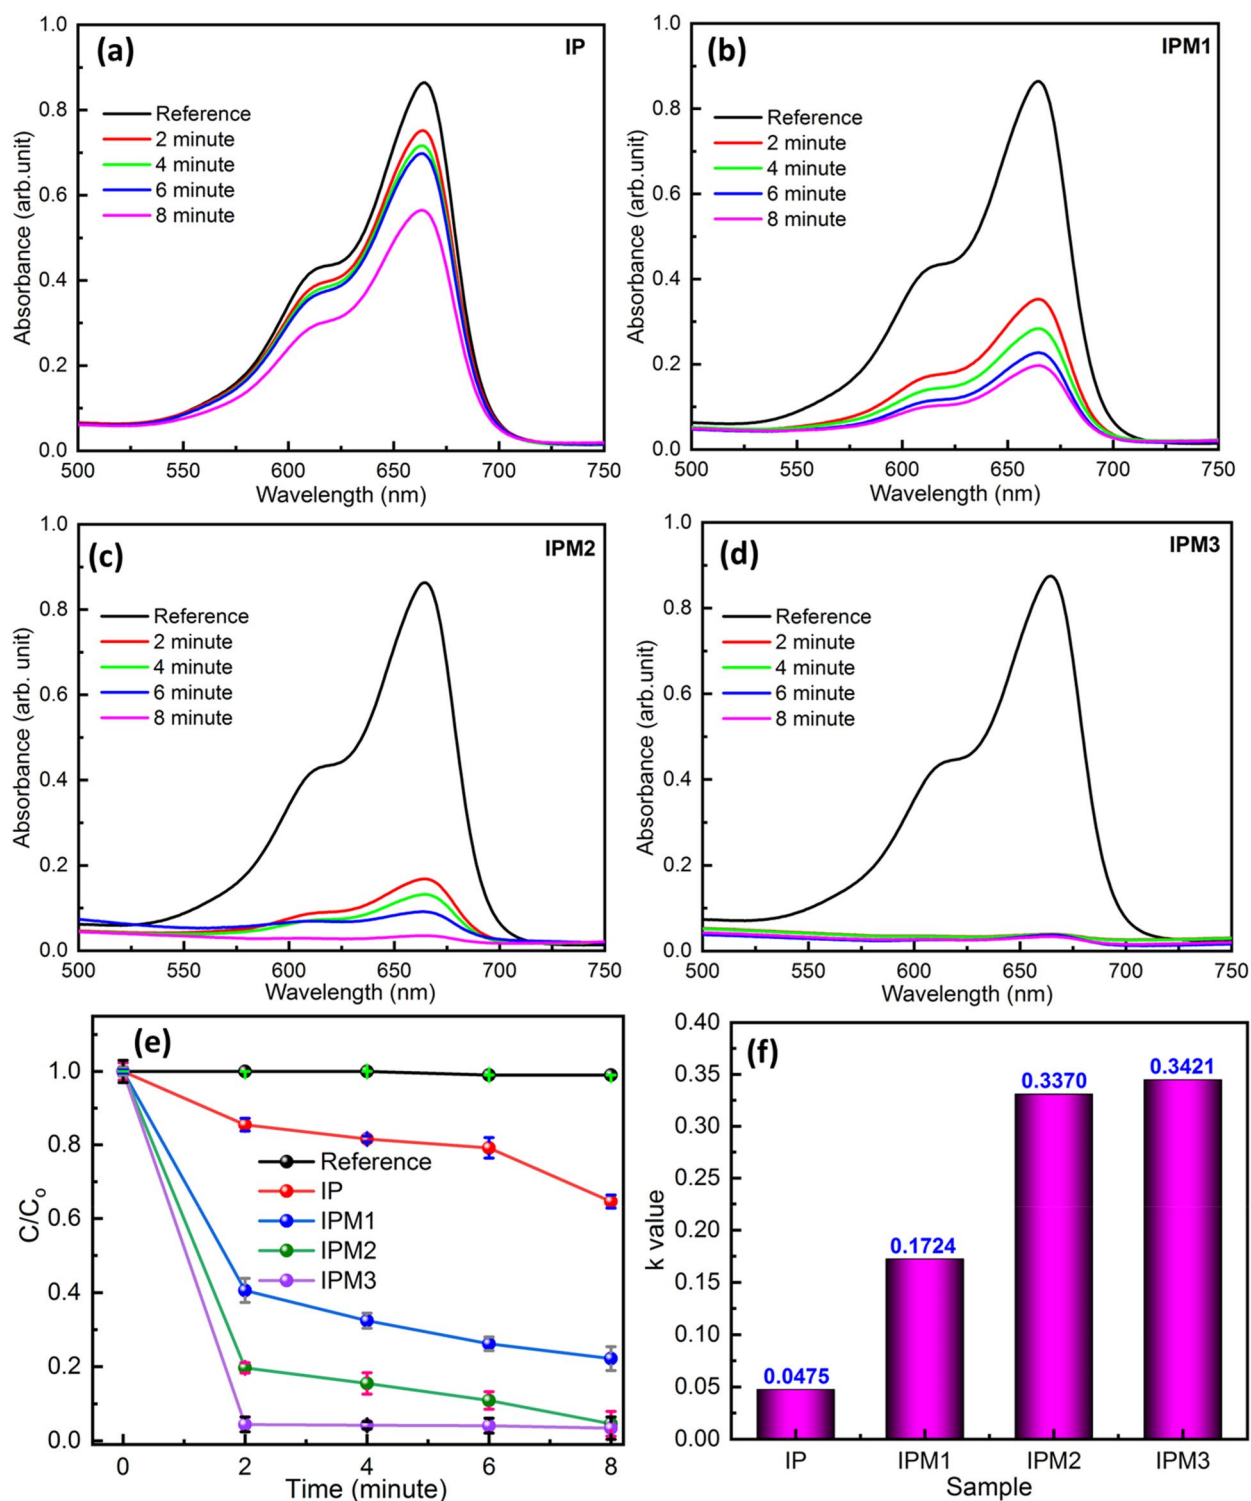 (a)
IP
Reference
2 minute
4 minute
6 minute
8 minute
Absorbance (arb.unit)
1.0
0.8
0.6
0.4
0.2
0.0
500 550 600 650 700 750
Wavelength (nm)
(b)
IPM1
Reference
2 minute
4 minute
6 minute
8 minute
Absorbance (arb.unit)
1.0
0.8
0.6
0.4
0.2
0.0
500 550 600 650 700 750
Wavelength (nm)
(c)
IPM2
Reference
2 minute
4 minute
6 minute
8 minute
Absorbance (arb. unit)
1.0
0.8
0.6
0.4
0.2
0.0
500 550 600 650 700 750
Wavelength (nm)
(d)
IPM3
Reference
2 minute
4 minute
6 minute
8 minute
Absorbance (arb.unit)
1.0
0.8
0.6
0.4
0.2
0.0
500 550 600 650 700 750
Wavelength (nm)
(e)
Reference
IP
IPM1
IPM2
IPM3
C/Co
1.0
0.8
0.6
0.4
0.2
0.0
0 2 4 6 8
Time (minute)
(f)
k value
0.40
0.35
0.30
0.25
0.20
0.15
0.10
0.05
0.00
0.0475
0.1724
0.3370
0.3421
IP IPM1 IPM2 IPM3
Sample